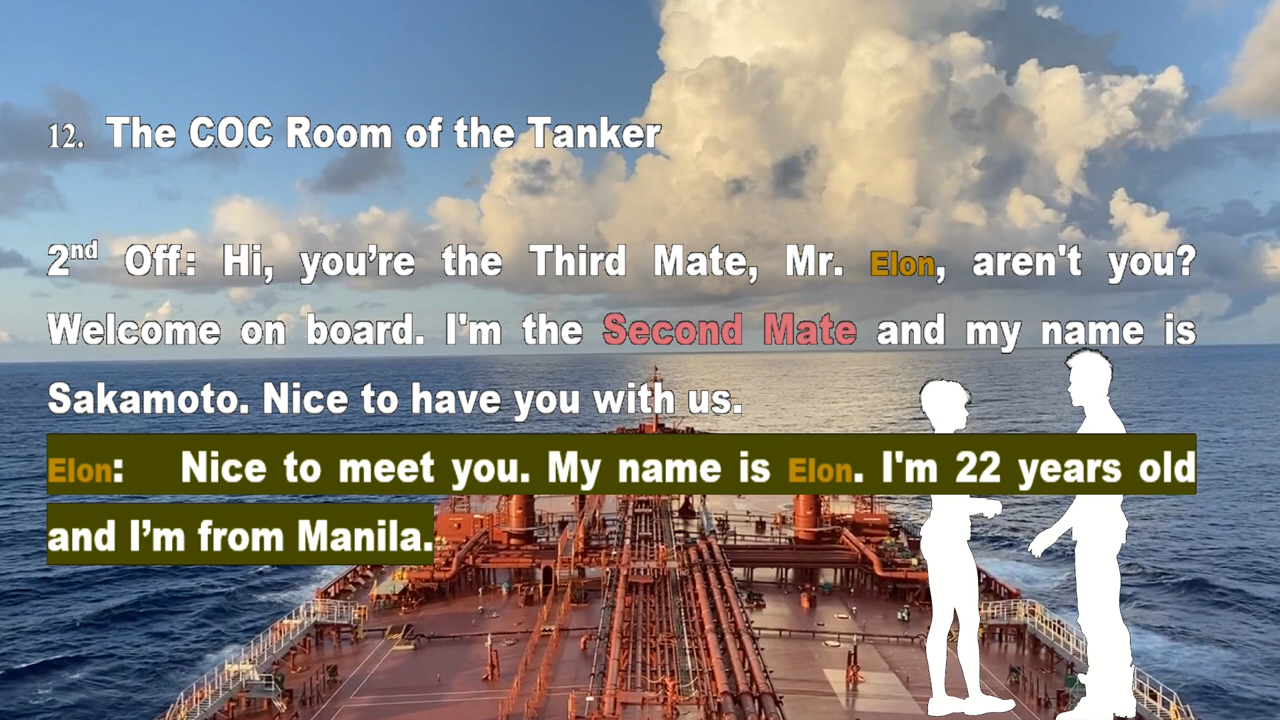 12. The COC Room of the Tanker
2nd Off: Hi, you’re the Third Mate, Mr. Elon, aren't you?
Welcome on board. I'm the Second Mate and my name is
Sakamoto. Nice to have you with us.
Elon: Nice to meet you. My name is Elon. I'm 22 years old
and I’m from Manila.